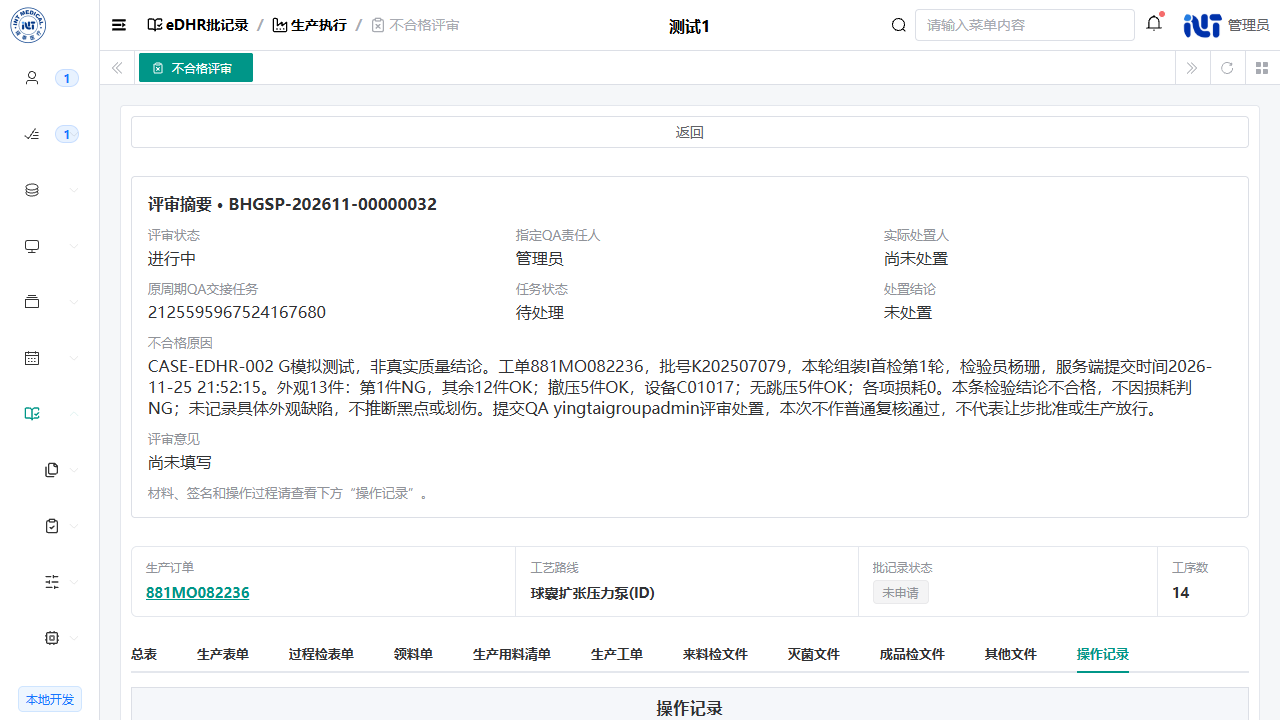 eDHR批记录 / 生产执行 / 不合格评审
测试1
请输入菜单内容
管理员
不合格评审
1
1
本地开发
返回
评审摘要 • BHGSP-202611-00000032
评审状态
进行中
指定QA责任人
管理员
实际处置人
尚未处置
原周期QA交接任务
2125595967524167680
任务状态
待处理
处置结论
未处置
不合格原因
CASE-EDHR-002 G模拟测试，非真实质量结论。工单881MO082236，批号K202507079，本轮组装I首检第1轮，检验员杨珊，服务端提交时间2026-
11-25 21:52:15。外观13件：第1件NG，其余12件OK；撤压5件OK，设备C01017；无跳压5件OK；各项损耗0。本条检验结论不合格，不因损耗判
NG；未记录具体外观缺陷，不推断黑点或划伤。提交QA yingtaigroupadmin评审处置，本次不作普通复核通过，不代表让步批准或生产放行。
评审意见
尚未填写
材料、签名和操作过程请查看下方“操作记录”。
生产订单
881MO082236
工艺路线
球囊扩张压力泵(ID)
批记录状态
未申请
工序数
14
总表 生产表单 过程检表单 领料单 生产用料清单 生产工单 来料检文件 灭菌文件 成品检文件 其他文件 操作记录
操作记录